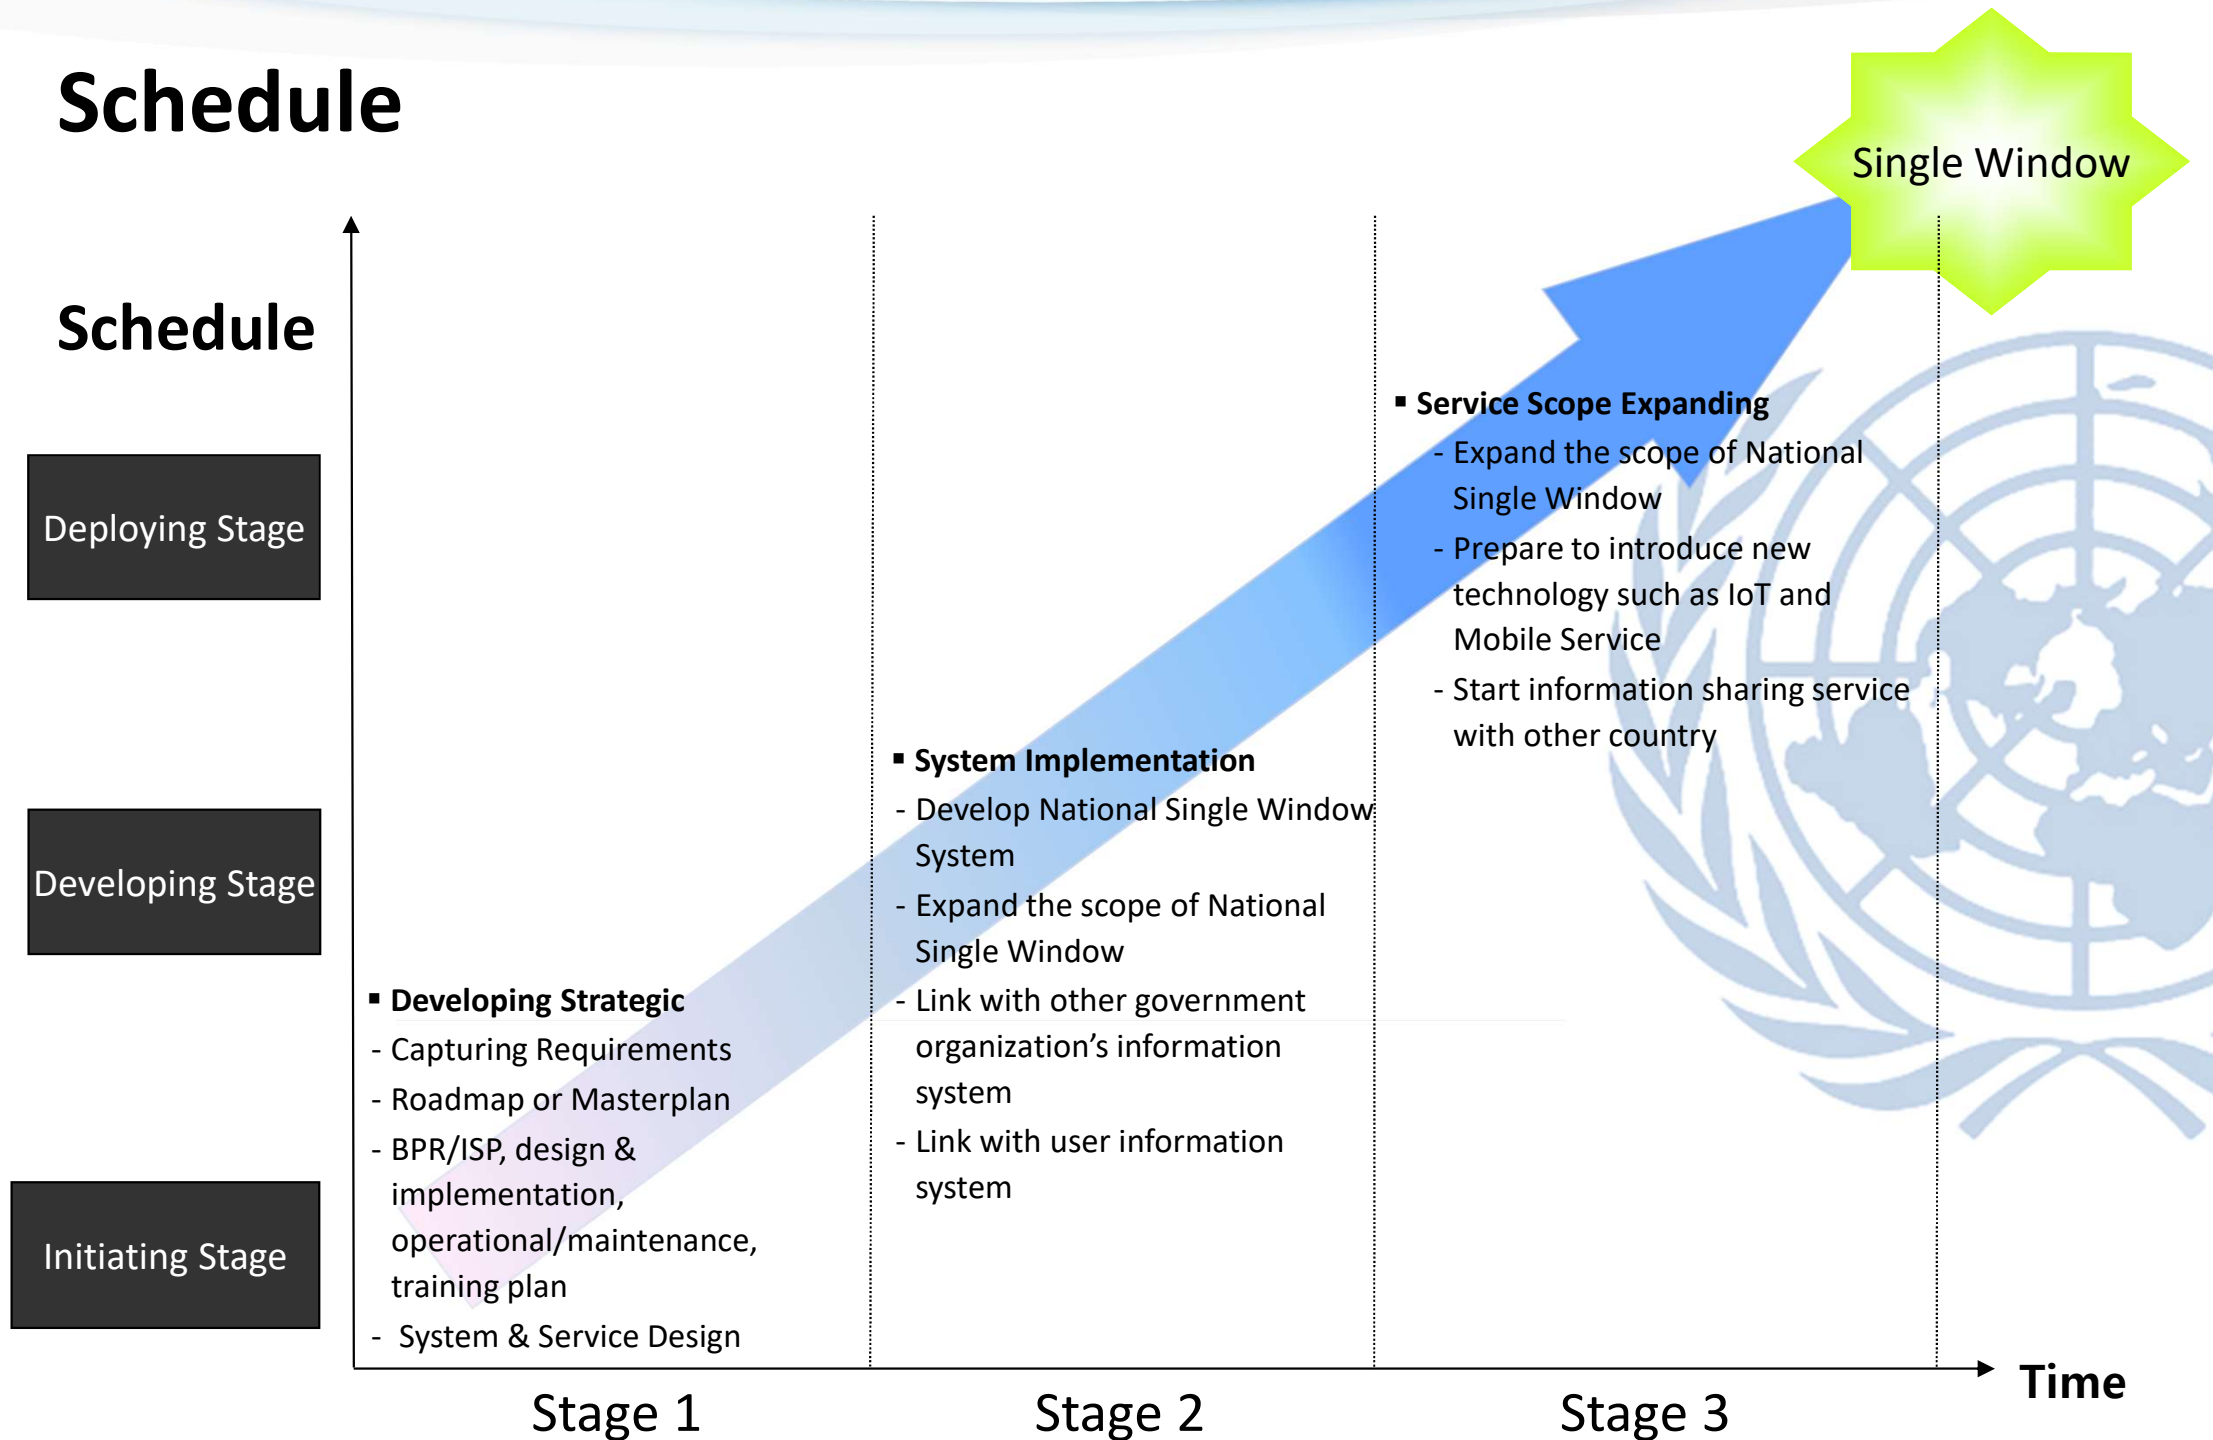 Schedule
Single Window
Schedule
Deploying Stage
Developing Stage
Initiating Stage
▪ Developing Strategic
- Capturing Requirements
- Roadmap or Masterplan
- BPR/ISP, design &
implementation,
operational/maintenance,
training plan
- System & Service Design
▪ System Implementation
- Develop National Single Window
System
- Expand the scope of National
Single Window
- Link with other government
organization’s information
system
- Link with user information
system
▪ Service Scope Expanding
- Expand the scope of National
Single Window
- Prepare to introduce new
technology such as IoT and
Mobile Service
- Start information sharing service
with other country
Stage 1
Stage 2
Stage 3
Time